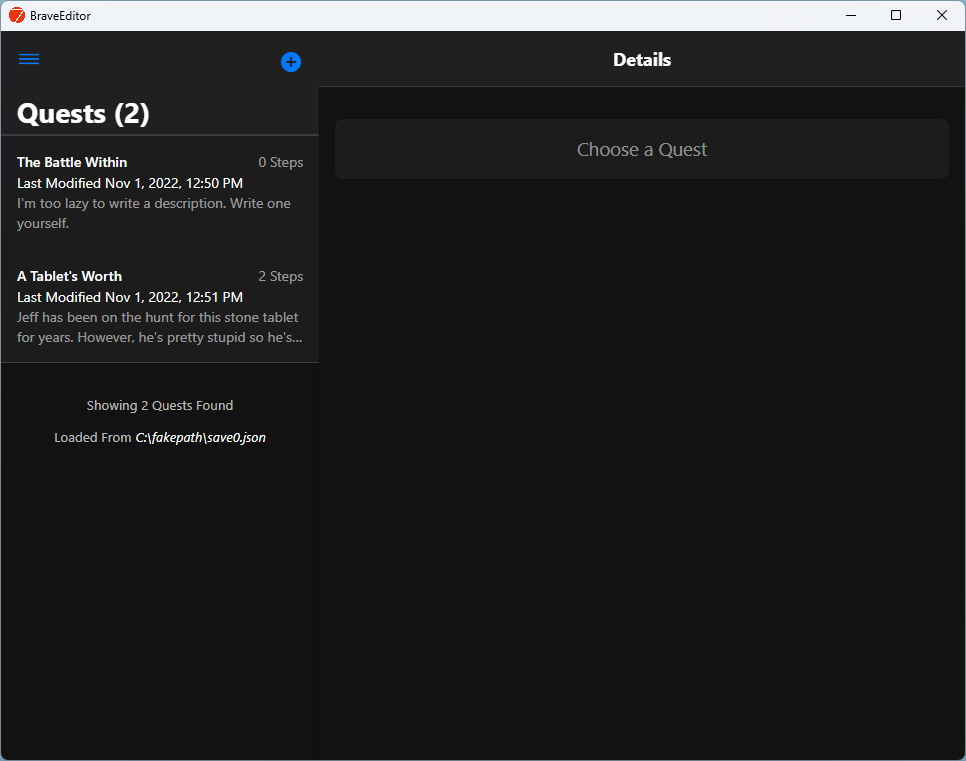 BraveEditor
Quests (2)
The Battle Within 0 Steps
Last Modified Nov 1, 2022, 12:50 PM
I'm too lazy to write a description. Write one
yourself.
A Tablet's Worth 2 Steps
Last Modified Nov 1, 2022, 12:51 PM
Jeff has been on the hunt for this stone tablet
for years. However, he's pretty stupid so he's...
Showing 2 Quests Found
Loaded From C:\fakepath\save0.json
Details
Choose a Quest